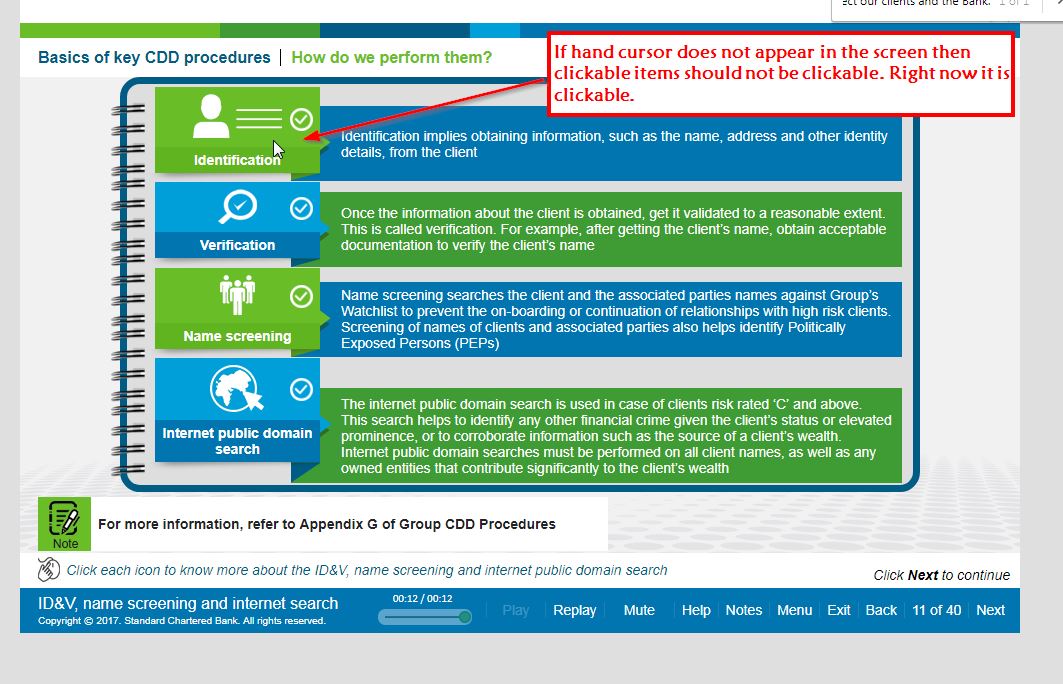 ect our clients and the Bank. 1 of 1
Basics of key CDD procedures | How do we perform them?
If hand cursor does not appear in the screen then
clickable items should not be clickable. Right now it is
clickable.
Identification
Identification implies obtaining information, such as the name, address and other identity
details, from the client
Verification
Once the information about the client is obtained, get it validated to a reasonable extent.
This is called verification. For example, after getting the client's name, obtain acceptable
documentation to verify the client's name
Name screening
Name screening searches the client and the associated parties names against Group's
Watchlist to prevent the on-boarding or continuation of relationships with high risk clients.
Screening of names of clients and associated parties also helps identify Politically
Exposed Persons (PEPs)
Internet public domain
search
The internet public domain search is used in case of clients risk rated ‘C’ and above.
This search helps to identify any other financial crime given the client's status or elevated
prominence, or to corroborate information such as the source of a client's wealth.
Internet public domain searches must be performed on all client names, as well as any
owned entities that contribute significantly to the client's wealth
Note
For more information, refer to Appendix G of Group CDD Procedures
Click each icon to know more about the ID&V, name screening and internet public domain search
Click Next to continue
ID&V, name screening and internet search
Copyright © 2017. Standard Chartered Bank. All rights reserved.
00:12 / 00:12
Play Replay Mute Help Notes Menu Exit Back 11 of 40 Next